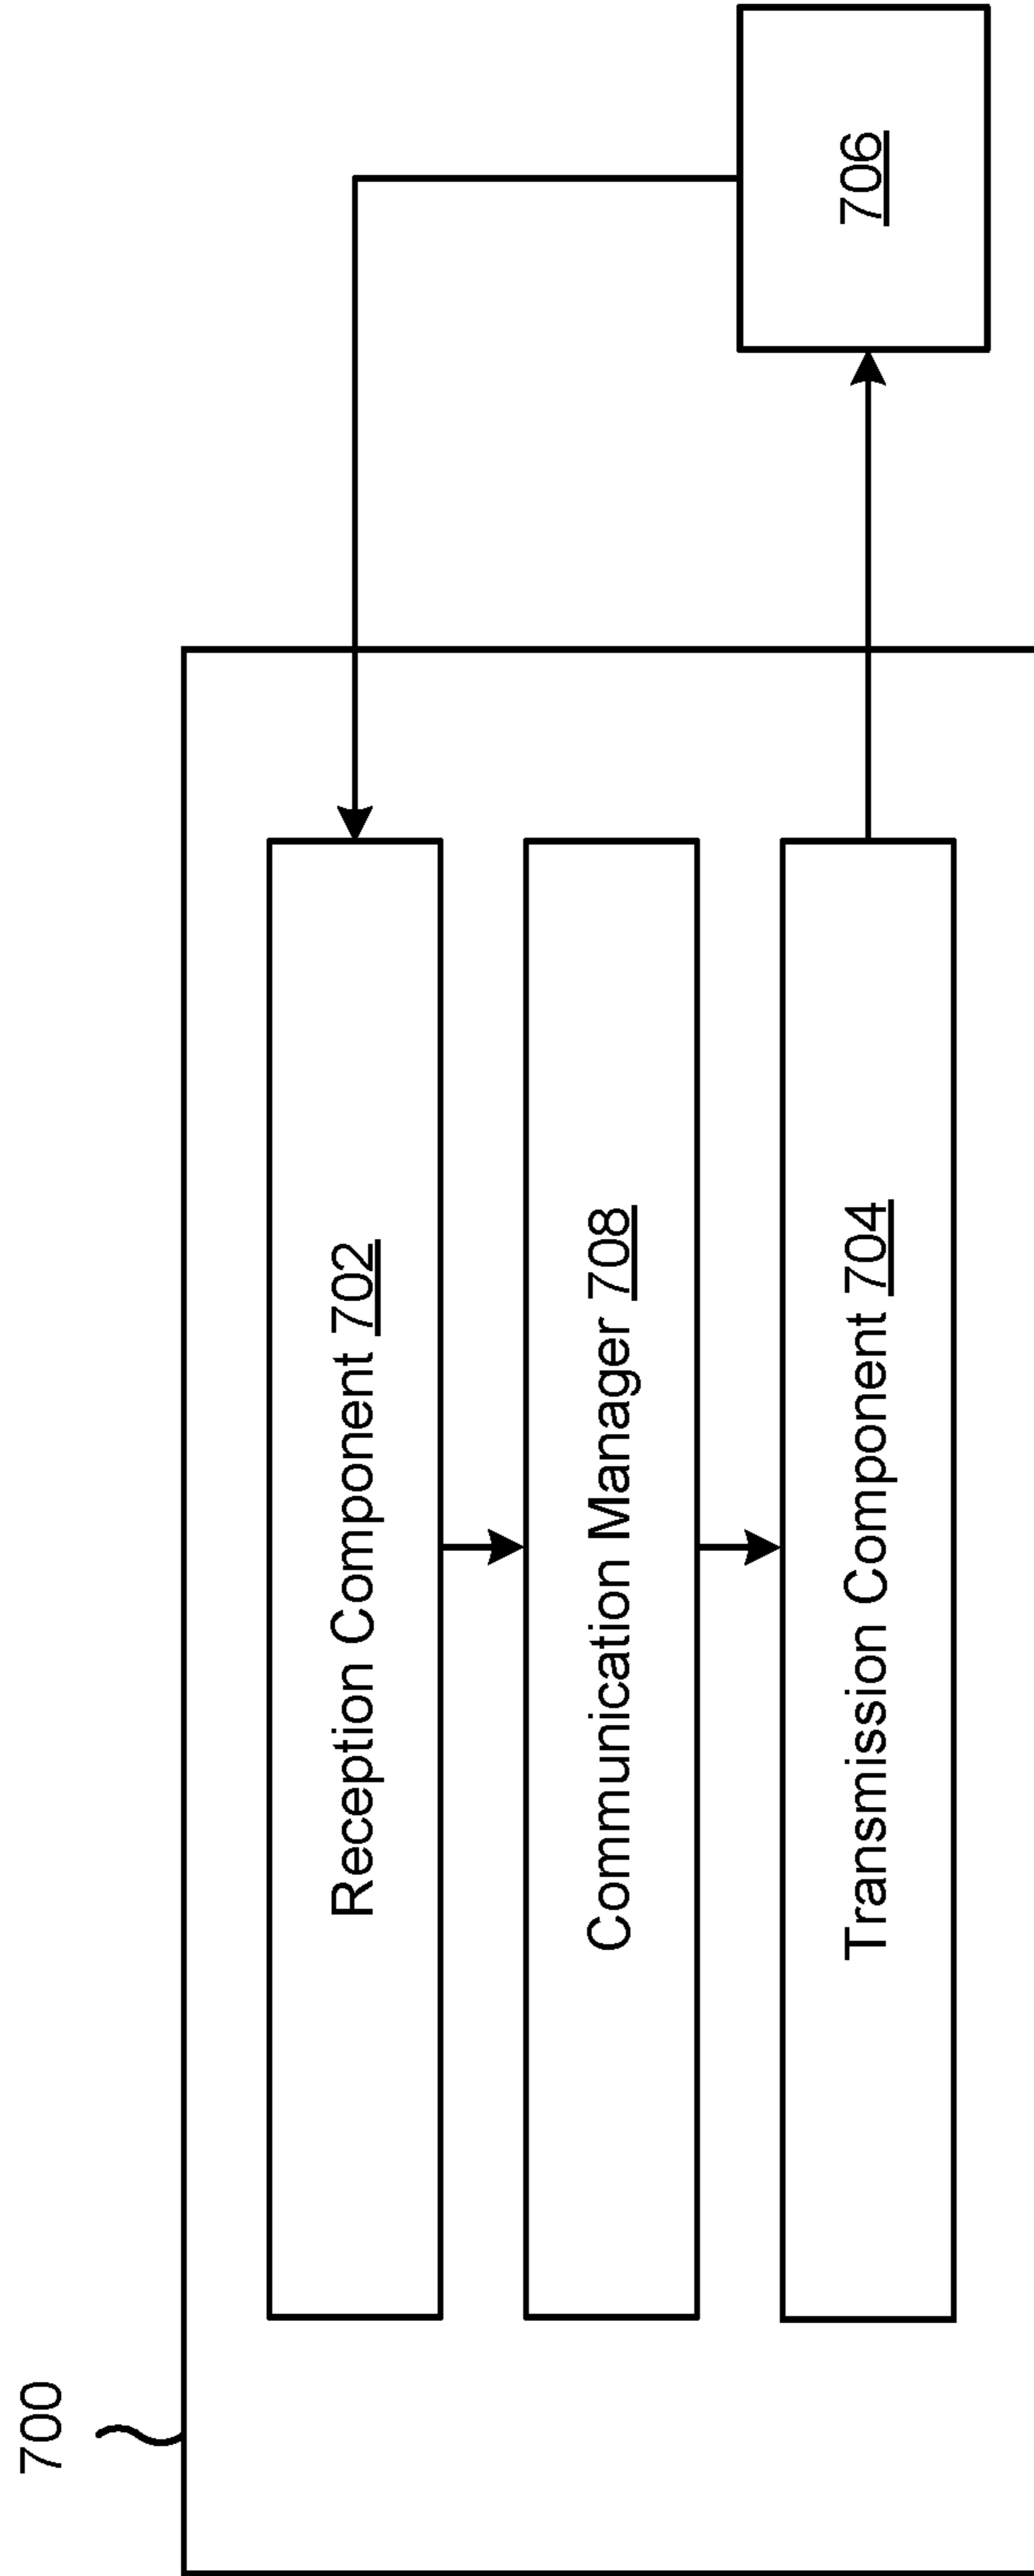 700
Reception Component 702
Communication Manager 708
Transmission Component 704
706